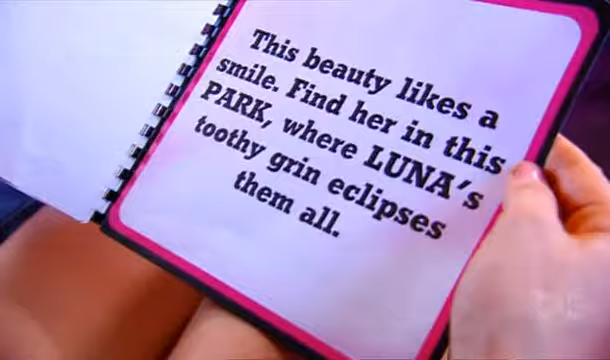 This beauty likes a
smile. Find her in this
PARK, where LUNA's
toothy grin eclipses
them all.